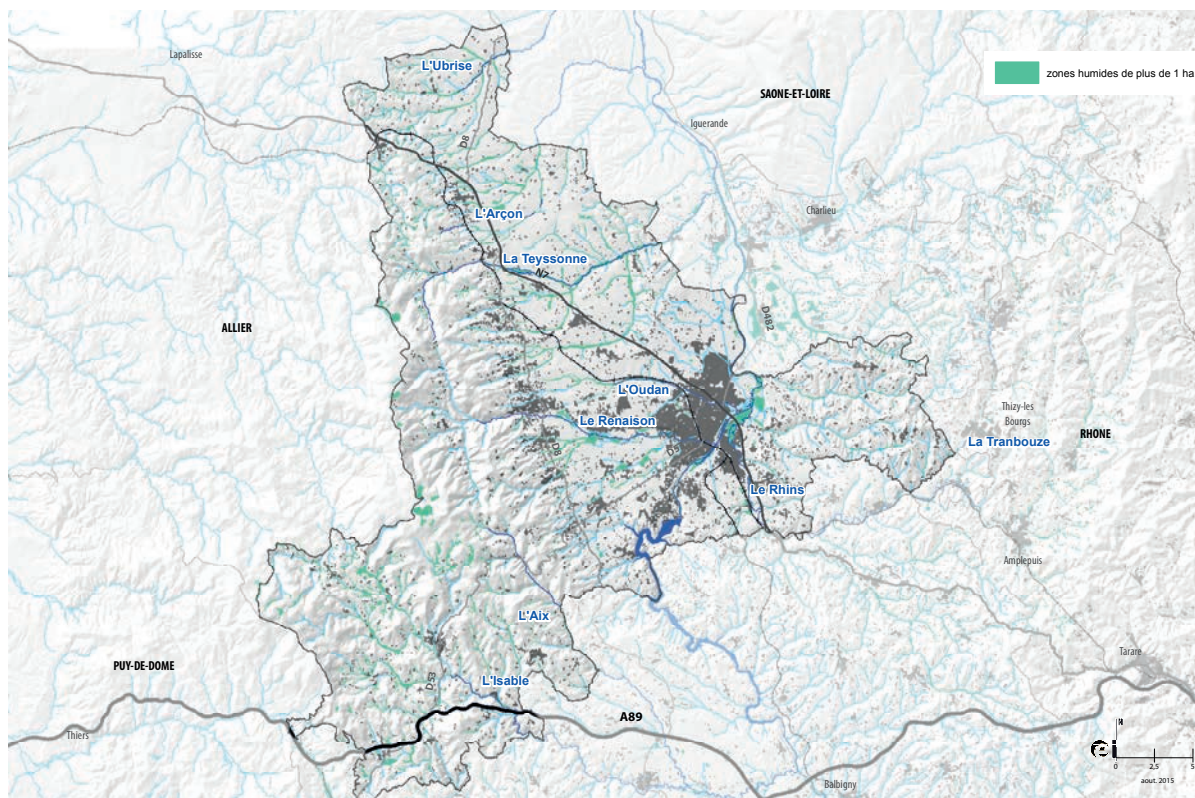 Lapalisse
L'Ubrise
zones humides de plus de 1 ha
SAONE-ET-LOIRE
Iguerande
D8
L'Arçon
Charlieu
La Teyssonne
N7
D482
ALLIER
L'Oudan
Le Renaison
Thizy-les
Bourgs
RHONE
La Tranbouze
D8
Le Rhins
Amplepuis
L'Aix
Tarare
PUY-DE-DOME
D53
L'Isable
A89
Thiers
Balbigny
0 2,5 5
aout. 2015